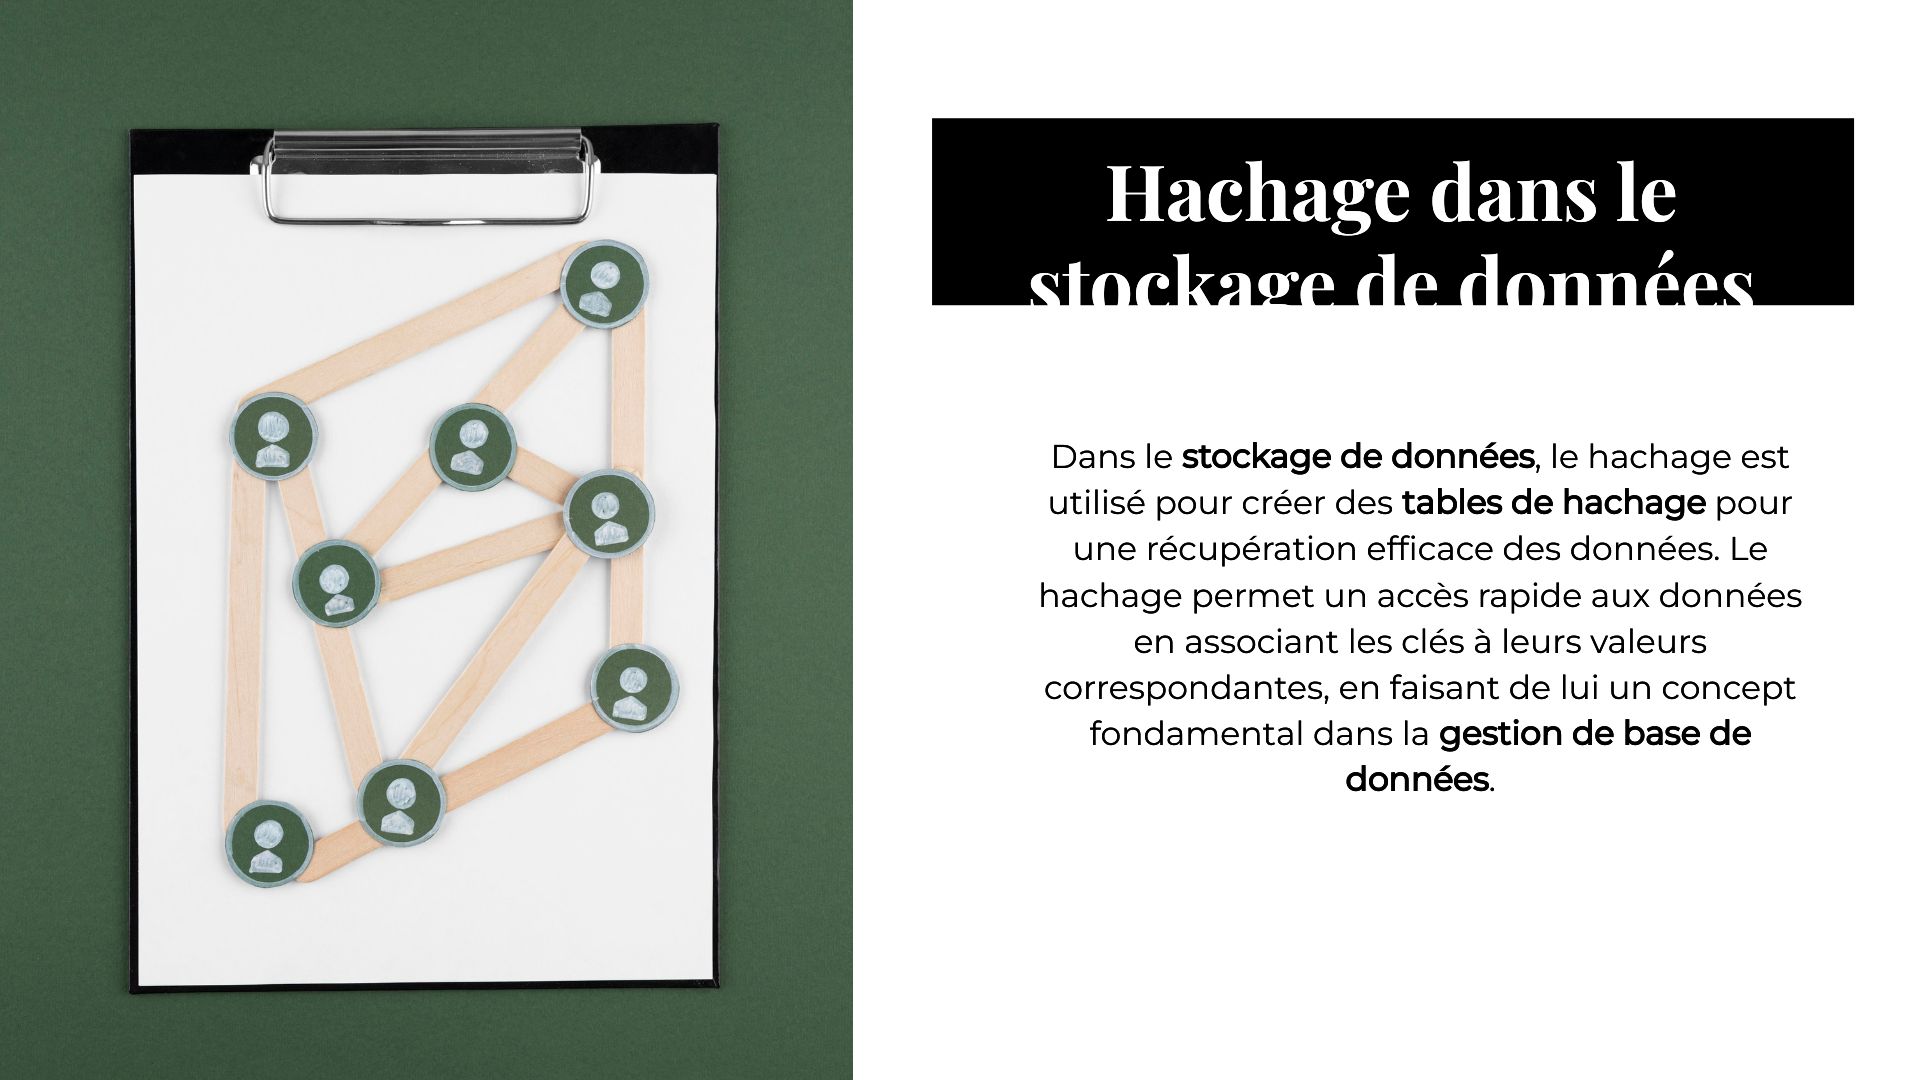 Hachage dans le
stockage de données
Dans le stockage de données, le hachage est
utilisé pour créer des tables de hachage pour
une récupération efficace des données. Le
hachage permet un accès rapide aux données
en associant les clés à leurs valeurs
correspondantes, en faisant de lui un concept
fondamental dans la gestion de base de
données.